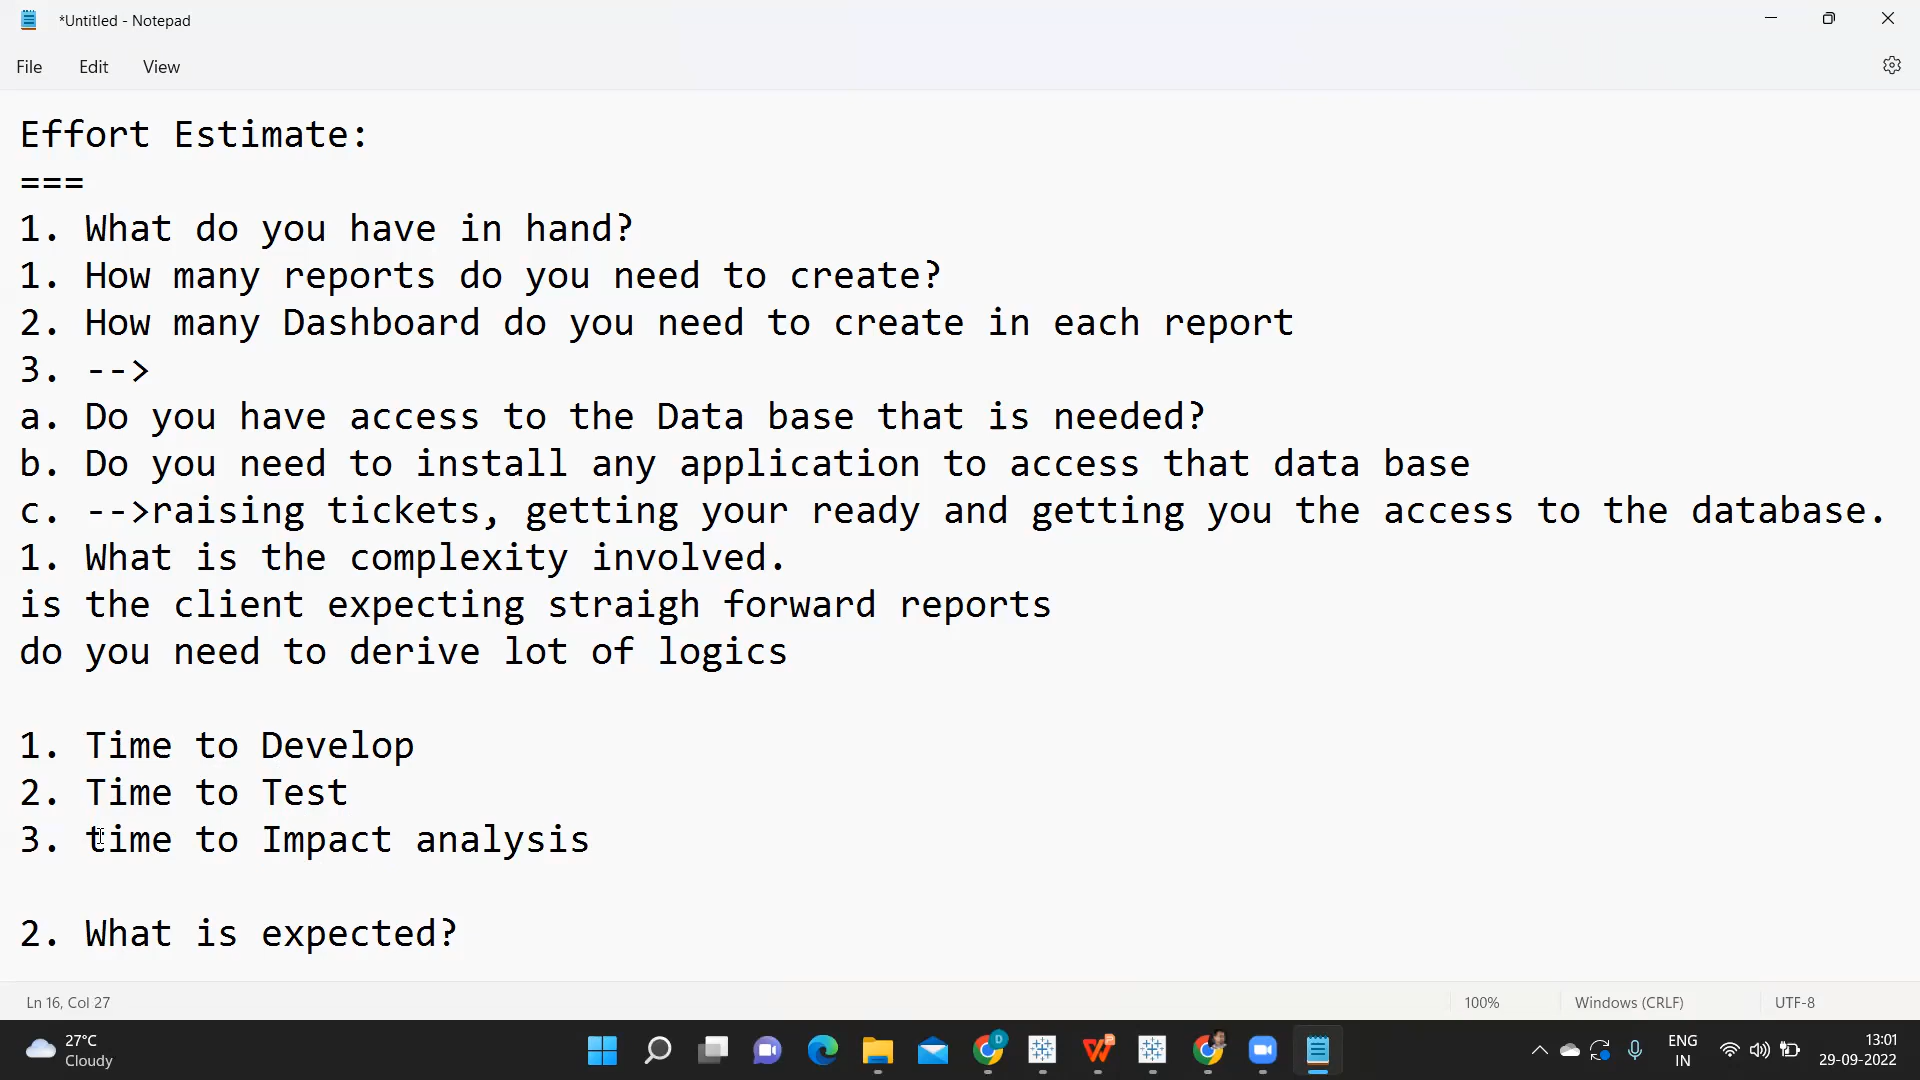 *Untitled - Notepad
File Edit View
Effort Estimate:
===
1. What do you have in hand?
1. How many reports do you need to create?
2. How many Dashboard do you need to create in each report
3. -->
a. Do you have access to the Data base that is needed?
b. Do you need to install any application to access that data base
c. -->raising tickets, getting your ready and getting you the access to the database.
1. What is the complexity involved.
is the client expecting straigh forward reports
do you need to derive lot of logics
1. Time to Develop
2. Time to Test
3. time to Impact analysis
2. What is expected?
Ln 16, Col 27 100% Windows (CRLF) UTF-8
27°C
Cloudy
D
W
ENG
IN
13:01
29-09-2022